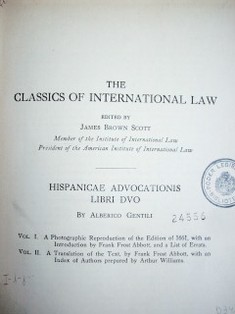 THE
CLASSICS OF INTERNATIONAL LAW
EDITED BY
JAMES BROWN SCOTT
Member of the Institute of International Law
President of the American Institute of International Law
HISPANICAE ADVOCATIONIS
LIBRI DVO
BY ALBERICO GENTILI
24556
VOL. I. A Photographic Reproduction of the Edition of 1661, with an
Introduction by Frank Frost Abbott, and a List of Errata.
VOL. II. A Translation of the Text, by Frank Frost Abbott, with an
Index of Authors prepared by Arthur Williams.